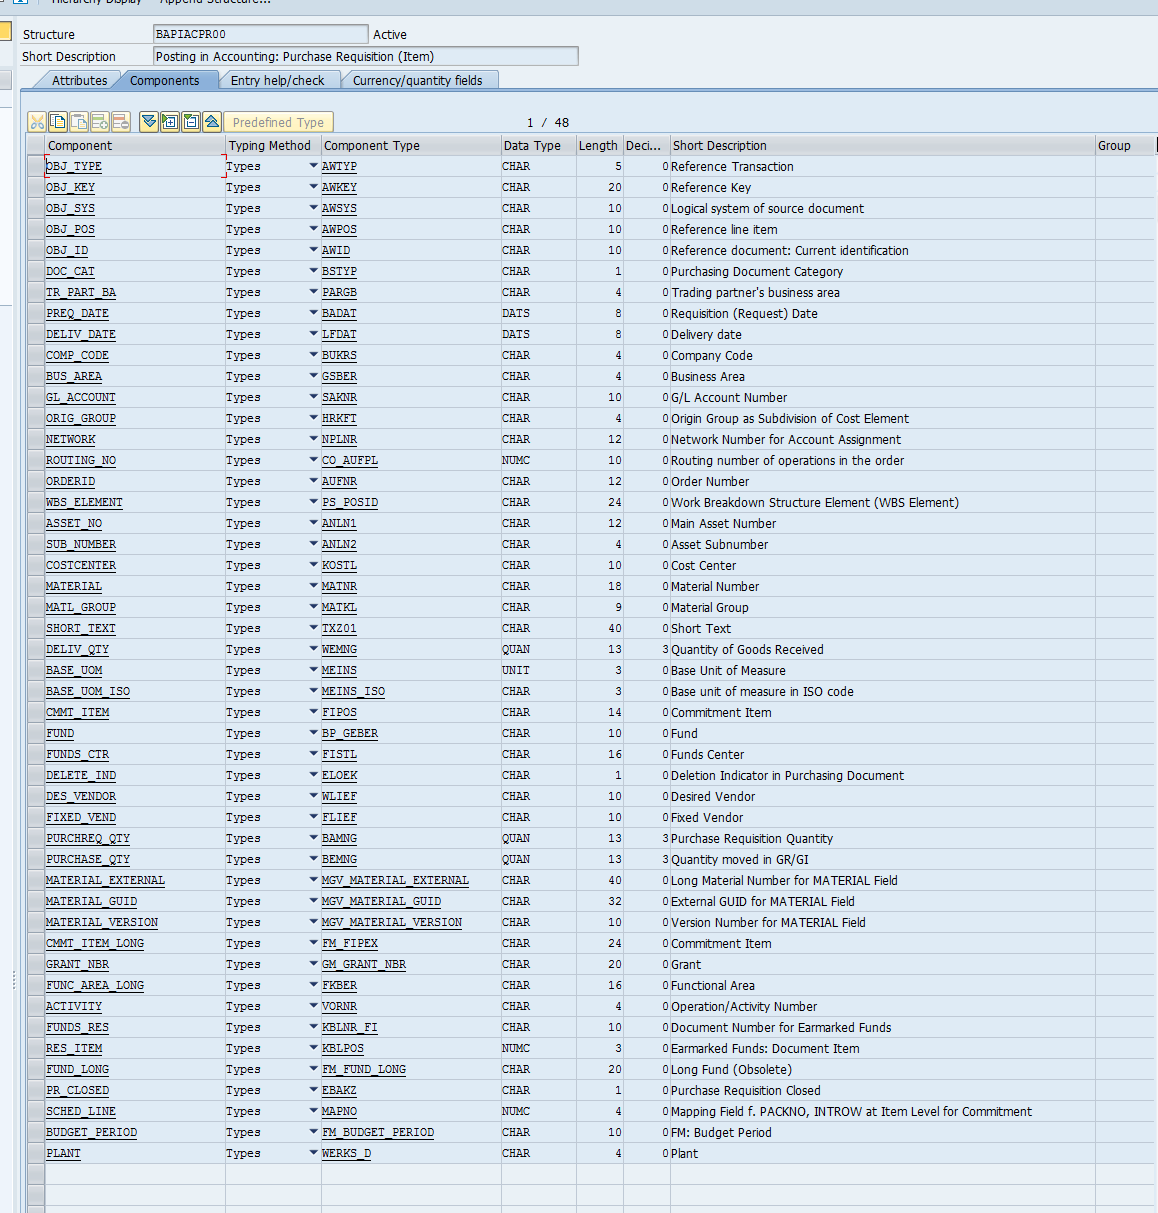 Hierarchy Display Append Structure...
Structure BAPIACPR00 Active
Short Description Posting in Accounting: Purchase Requisition (Item)
Attributes Components Entry help/check Currency/quantity fields
Predefined Type 1 / 48
Component Typing Method Component Type Data Type Length Deci... Short Description Group
OBJ_TYPE Types AWTYP CHAR 5 0 Reference Transaction
OBJ_KEY Types AWKEY CHAR 20 0 Reference Key
OBJ_SYS Types AWSYS CHAR 10 0 Logical system of source document
OBJ_POS Types AWPOS CHAR 10 0 Reference line item
OBJ_ID Types AWID CHAR 10 0 Reference document: Current identification
DOC_CAT Types BSTYP CHAR 1 0 Purchasing Document Category
TR_PART_BA Types PARGB CHAR 4 0 Trading partner's business area
PREQ_DATE Types BADAT DATS 8 0 Requisition (Request) Date
DELIV_DATE Types LFDAT DATS 8 0 Delivery date
COMP_CODE Types BUKRS CHAR 4 0 Company Code
BUS_AREA Types GSBER CHAR 4 0 Business Area
GL_ACCOUNT Types SAKNR CHAR 10 0 G/L Account Number
ORIG_GROUP Types HRKFT CHAR 4 0 Origin Group as Subdivision of Cost Element
NETWORK Types NPLNR CHAR 12 0 Network Number for Account Assignment
ROUTING_NO Types CO_AUFPL NUMC 10 0 Routing number of operations in the order
ORDERID Types AUFNR CHAR 12 0 Order Number
WBS_ELEMENT Types PS_POSID CHAR 24 0 Work Breakdown Structure Element (WBS Element)
ASSET_NO Types ANLN1 CHAR 12 0 Main Asset Number
SUB_NUMBER Types ANLN2 CHAR 4 0 Asset Subnumber
COSTCENTER Types KOSTL CHAR 10 0 Cost Center
MATERIAL Types MATNR CHAR 18 0 Material Number
MATL_GROUP Types MATKL CHAR 9 0 Material Group
SHORT_TEXT Types TXZ01 CHAR 40 0 Short Text
DELIV_QTY Types WEMNG QUAN 13 3 Quantity of Goods Received
BASE_UOM Types MEINS UNIT 3 0 Base Unit of Measure
BASE_UOM_ISO Types MEINS_ISO CHAR 3 0 Base unit of measure in ISO code
CMMT_ITEM Types FIPOS CHAR 14 0 Commitment Item
FUND Types BP_GEBER CHAR 10 0 Fund
FUNDS_CTR Types FISTL CHAR 16 0 Funds Center
DELETE_IND Types ELOEK CHAR 1 0 Deletion Indicator in Purchasing Document
DES_VENDOR Types WLIEF CHAR 10 0 Desired Vendor
FIXED_VEND Types FLIEF CHAR 10 0 Fixed Vendor
PURCHREQ_QTY Types BAMNG QUAN 13 3 Purchase Requisition Quantity
PURCHASE_QTY Types BEMNG QUAN 13 3 Quantity moved in GR/GI
MATERIAL_EXTERNAL Types MGV_MATERIAL_EXTERNAL CHAR 40 0 Long Material Number for MATERIAL Field
MATERIAL_GUID Types MGV_MATERIAL_GUID CHAR 32 0 External GUID for MATERIAL Field
MATERIAL_VERSION Types MGV_MATERIAL_VERSION CHAR 10 0 Version Number for MATERIAL Field
CMMT_ITEM_LONG Types FM_FIPEX CHAR 24 0 Commitment Item
GRANT_NBR Types GM_GRANT_NBR CHAR 20 0 Grant
FUNC_AREA_LONG Types FKBER CHAR 16 0 Functional Area
ACTIVITY Types VORNR CHAR 4 0 Operation/Activity Number
FUNDS_RES Types KBLNR_FI CHAR 10 0 Document Number for Earmarked Funds
RES_ITEM Types KBLPOS NUMC 3 0 Earmarked Funds: Document Item
FUND_LONG Types FM_FUND_LONG CHAR 20 0 Long Fund (Obsolete)
PR_CLOSED Types EBAKZ CHAR 1 0 Purchase Requisition Closed
SCHED_LINE Types MAPNO NUMC 4 0 Mapping Field f. PACKNO, INTROW at Item Level for Commitment
BUDGET_PERIOD Types FM_BUDGET_PERIOD CHAR 10 0 FM: Budget Period
PLANT Types WERKS_D CHAR 4 0 Plant